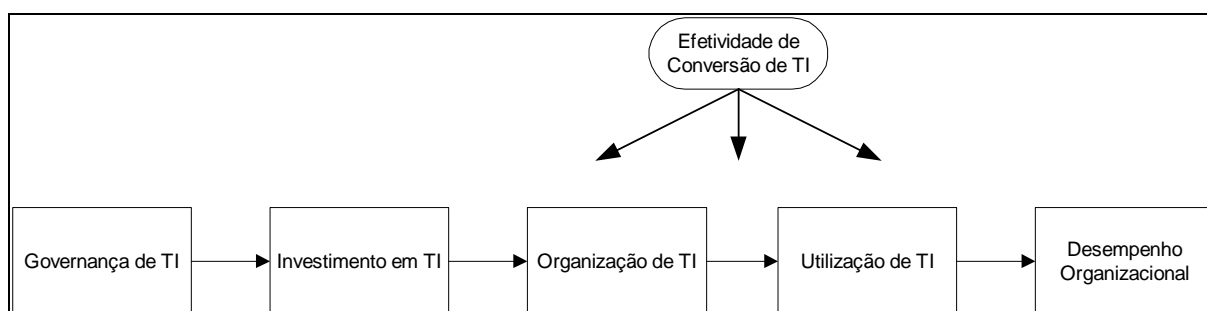 Efetividade de
Conversão de TI
Governança de TI
Investimento em TI
Organização de TI
Utilização de TI
Desempenho
Organizacional